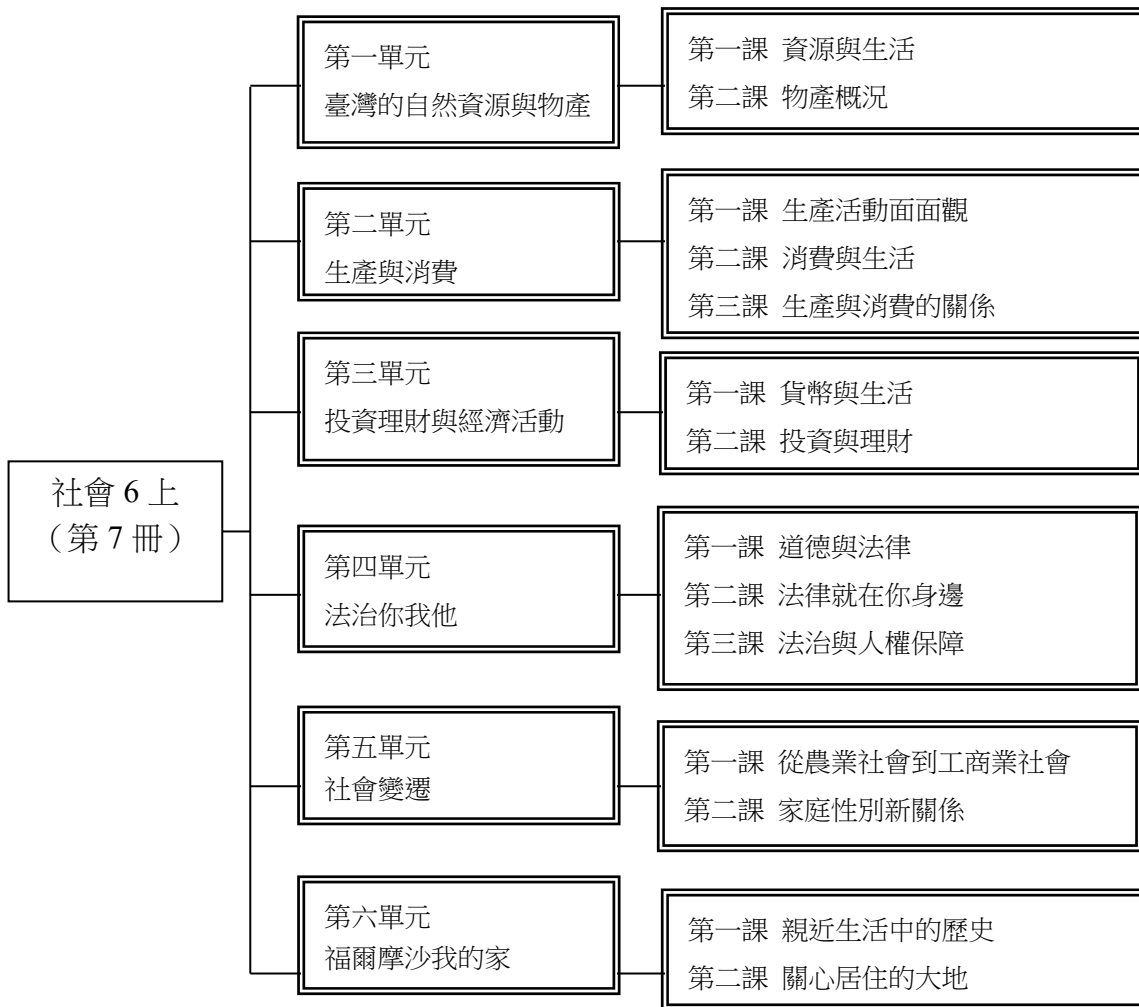 社會 6 上
（第 7 冊）
第一單元
臺灣的自然資源與物產
第一課 資源與生活
第二課 物產概況
第二單元
生產與消費
第一課 生產活動面面觀
第二課 消費與生活
第三課 生產與消費的關係
第三單元
投資理財與經濟活動
第一課 貨幣與生活
第二課 投資與理財
第四單元
法治你我他
第一課 道德與法律
第二課 法律就在你身邊
第三課 法治與人權保障
第五單元
社會變遷
第一課 從農業社會到工商業社會
第二課 家庭性別新關係
第六單元
福爾摩沙我的家
第一課 親近生活中的歷史
第二課 關心居住的大地